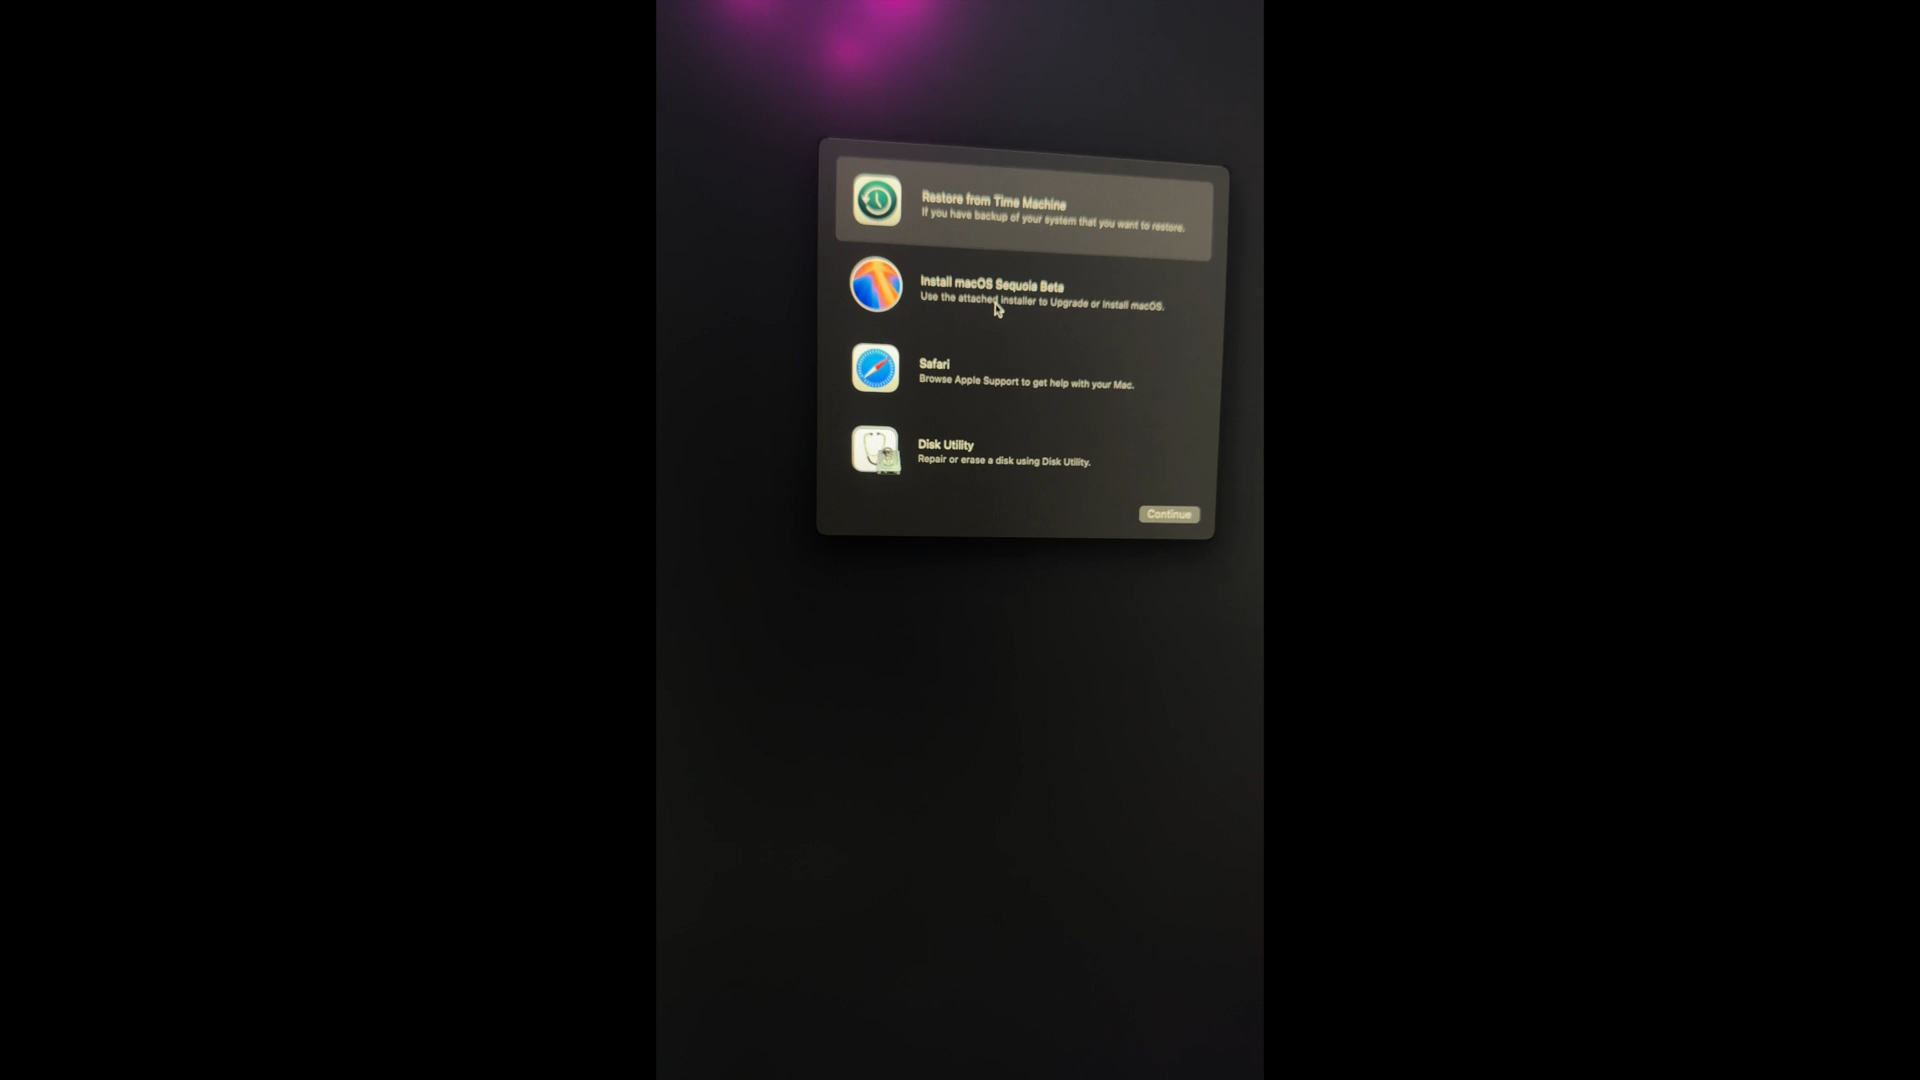 Restore from Time Machine
If you have backup of your system that you want to restore.
Install macOS Sequoia Beta
Use the attached installer to Upgrade or Install macOS.
Safari
Browse Apple Support to get help with your Mac.
Disk Utility
Repair or erase a disk using Disk Utility.
Continue